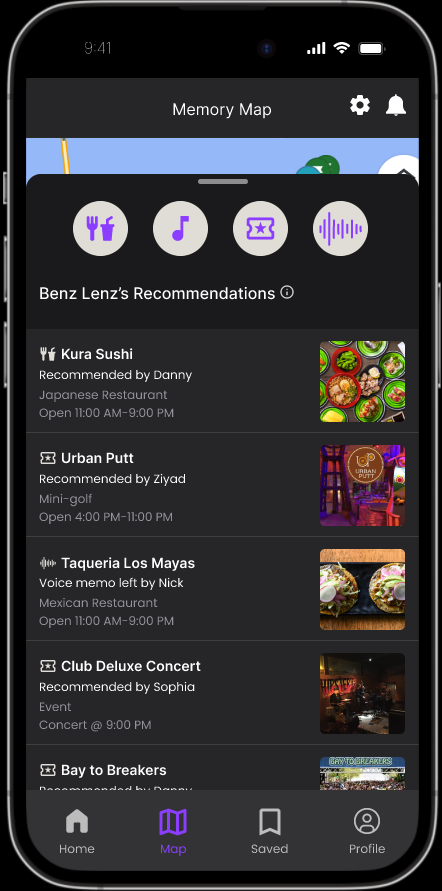 9:41
Memory Map
Benz Lenz’s Recommendations
Kura Sushi
Recommended by Danny
Japanese Restaurant
Open 11:00 AM-9:00 PM
Urban Putt
Recommended by Ziyad
Mini-golf
Open 4:00 PM-11:00 PM
URBAN
PUTT
Taqueria Los Mayas
Voice memo left by Nick
Mexican Restaurant
Open 11:00 AM-9:00 PM
Club Deluxe Concert
Recommended by Sophia
Event
Concert @ 9:00 PM
Bay to Breakers
BAY TO BREAKERS
Recommended by Danny
Home
Map
Saved
Profile